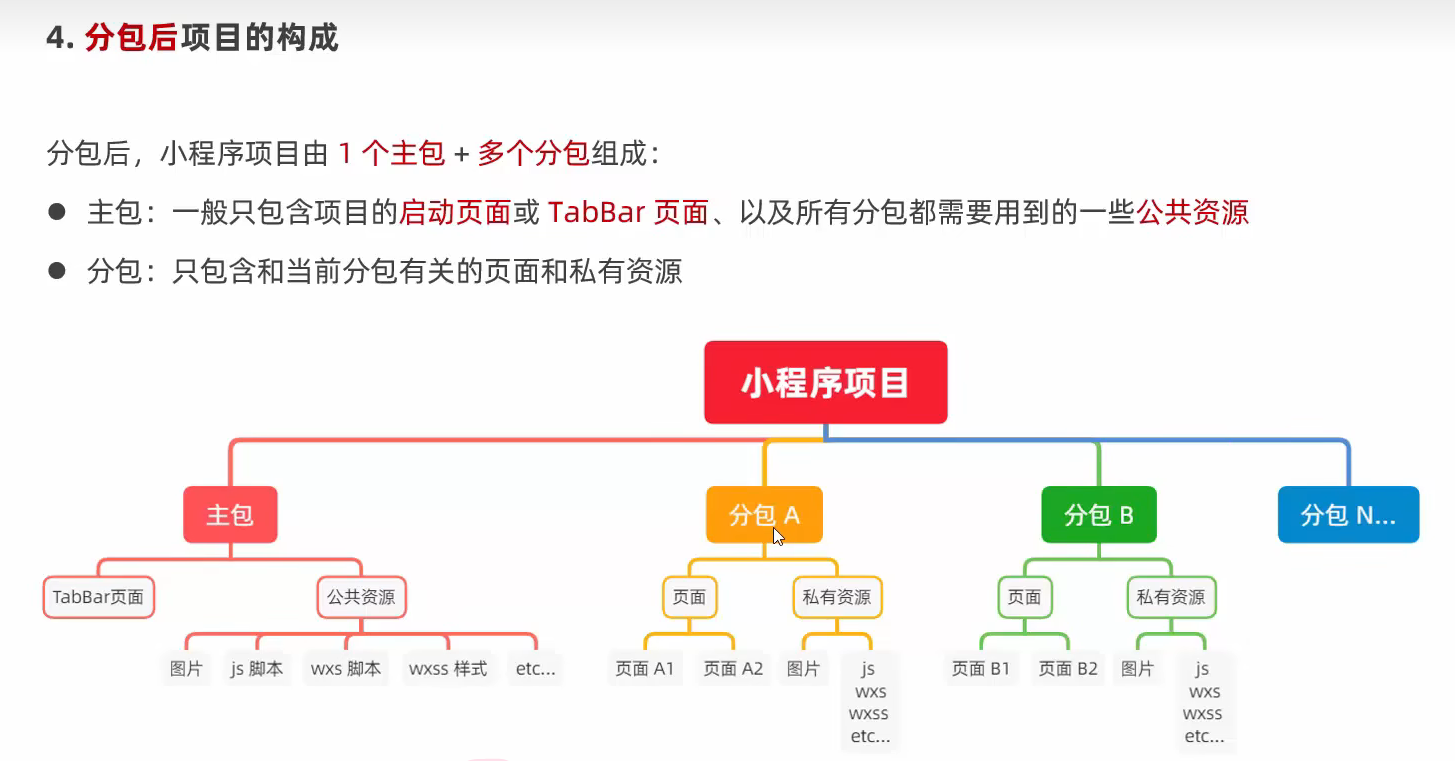 4. 分包后项目的构成
分包后，小程序项目由 1 个主包 + 多个分包组成：
● 主包：一般只包含项目的启动页面或 TabBar 页面、以及所有分包都需要用到的一些公共资源
● 分包：只包含和当前分包有关的页面和私有资源
小程序项目
主包
分包 A
分包 B
分包 N...
TabBar页面
公共资源
页面
私有资源
页面
私有资源
图片
js 脚本
wxs 脚本
wxss 样式
etc...
页面 A1
页面 A2
图片
js
wxs
wxss
etc...
页面 B1
页面 B2
图片
js
wxs
wxss
etc...